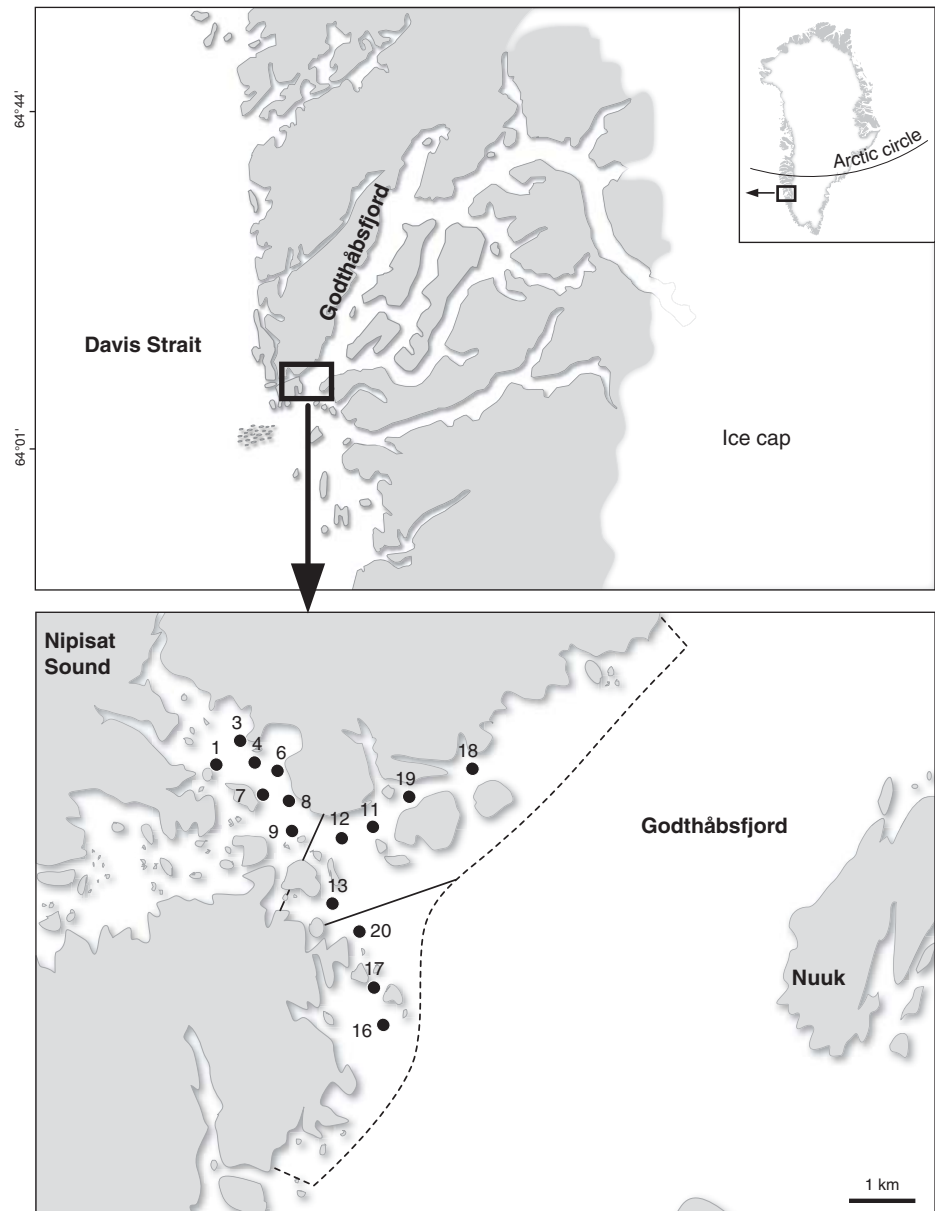 64°44'
Arctic circle
Godthåbsfjord
Davis Strait
64°01'
Ice cap
Nipisat
Sound
3
1
4
6
18
7
8
19
9
12
11
Godthåbsfjord
13
20
17
Nuuk
16
1 km